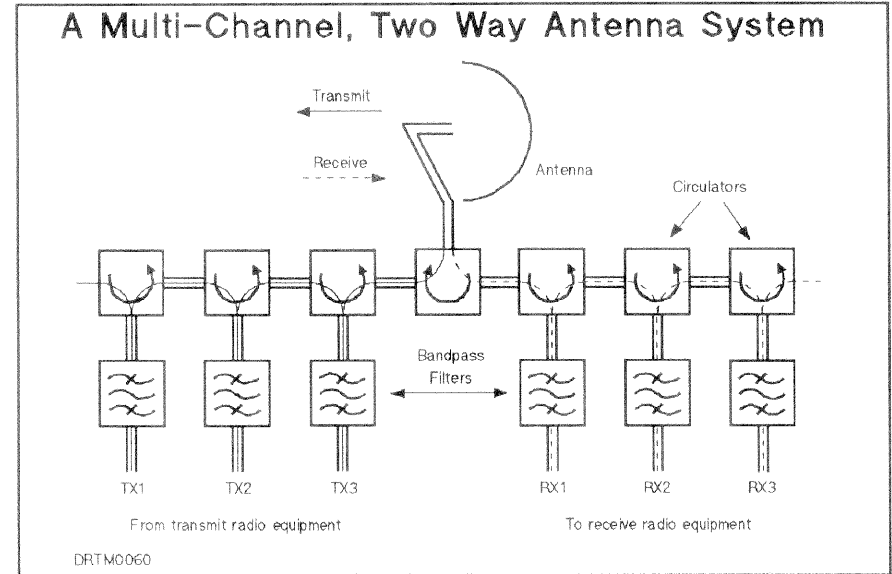 A Multi-Channel, Two Way Antenna System
Transmit
Receive
Antenna
Circulators
Bandpass
Filters
TX1
TX2
TX3
RX1
RX2
RX3
From transmit radio equipment
To receive radio equipment
DRTM0060